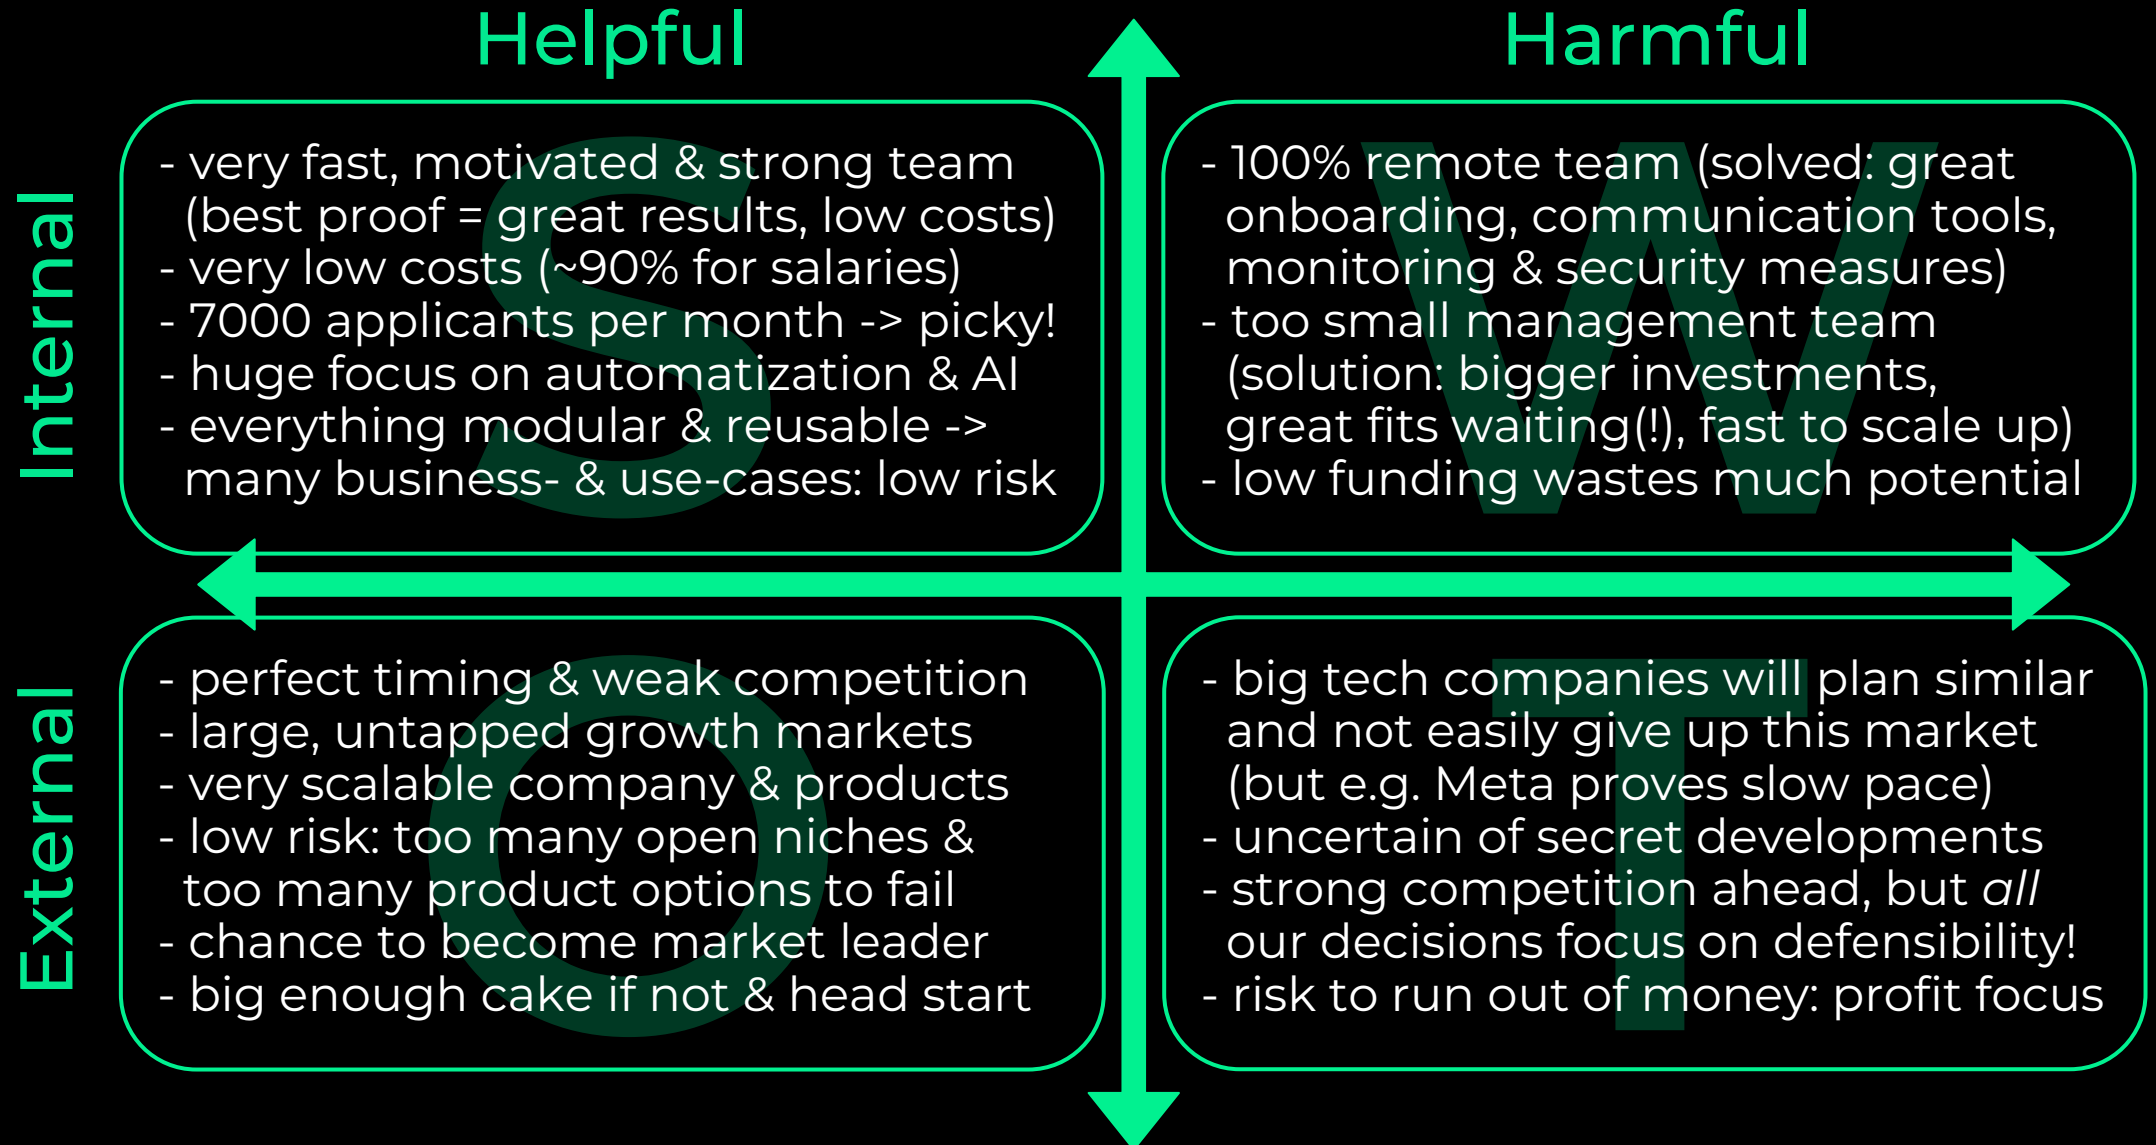 Helpful
Harmful
Internal
S
- very fast, motivated & strong team
(best proof = great results, low costs)
- very low costs (~90% for salaries)
- 7000 applicants per month -> picky!
- huge focus on automatization & AI
- everything modular & reusable ->
many business- & use-cases: low risk
W
- 100% remote team (solved: great
onboarding, communication tools,
monitoring & security measures)
- too small management team
(solution: bigger investments,
great fits waiting(!), fast to scale up)
- low funding wastes much potential
External
O
- perfect timing & weak competition
- large, untapped growth markets
- very scalable company & products
- low risk: too many open niches &
too many product options to fail
- chance to become market leader
- big enough cake if not & head start
T
- big tech companies will plan similar
and not easily give up this market
(but e.g. Meta proves slow pace)
- uncertain of secret developments
- strong competition ahead, but all
our decisions focus on defensibility!
- risk to run out of money: profit focus